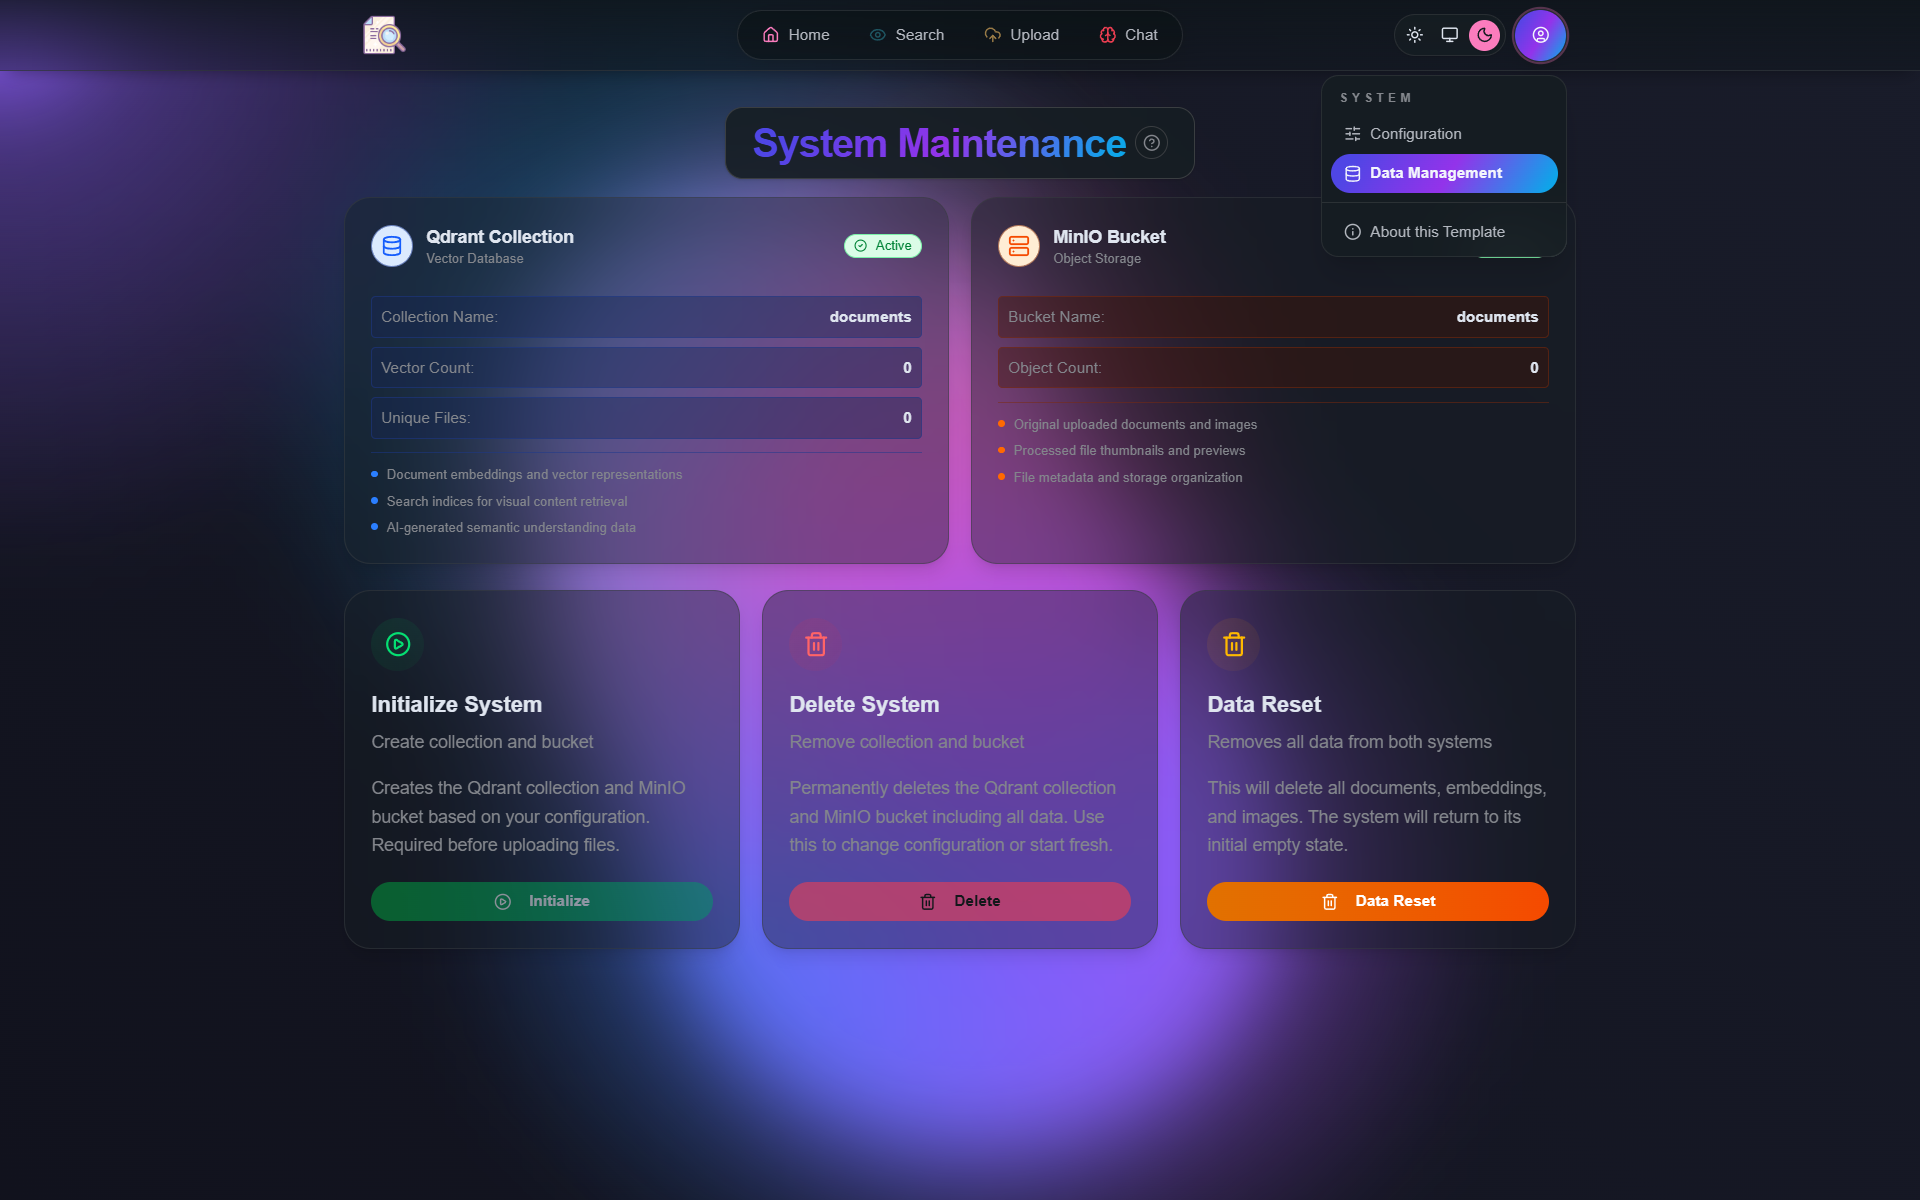 Home
Search
Upload
Chat
SYSTEM
Configuration
Data Management
About this Template
System Maintenance
Qdrant Collection
Vector Database
Active
Collection Name:
documents
Vector Count:
0
Unique Files:
0
Document embeddings and vector representations
Search indices for visual content retrieval
AI-generated semantic understanding data
MinIO Bucket
Object Storage
Bucket Name:
documents
Object Count:
0
Original uploaded documents and images
Processed file thumbnails and previews
File metadata and storage organization
Initialize System
Create collection and bucket
Creates the Qdrant collection and MinIO
bucket based on your configuration.
Required before uploading files.
Initialize
Delete System
Remove collection and bucket
Permanently deletes the Qdrant collection
and MinIO bucket including all data. Use
this to change configuration or start fresh.
Delete
Data Reset
Removes all data from both systems
This will delete all documents, embeddings,
and images. The system will return to its
initial empty state.
Data Reset